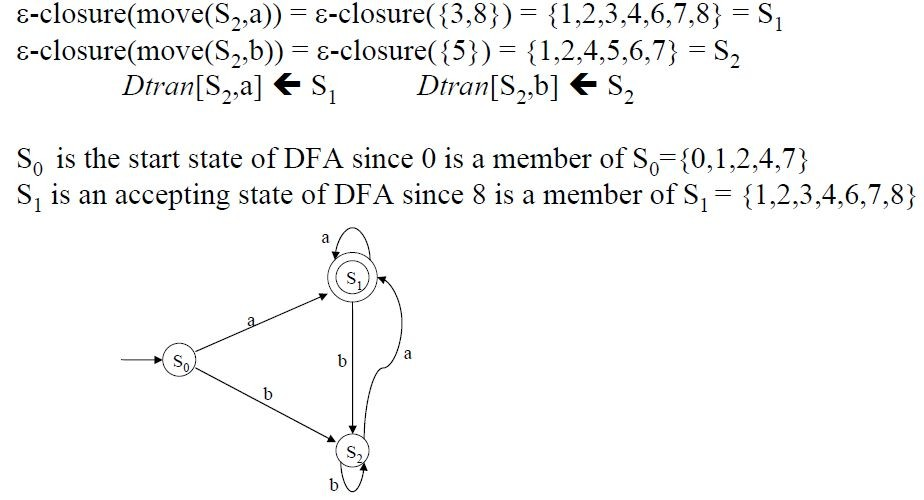 ε-closure(move(S₂,a)) = ε-closure({3,8}) = {1,2,3,4,6,7,8} = S₁
ε-closure(move(S₂,b)) = ε-closure({5}) = {1,2,4,5,6,7} = S₂
Dtran[S₂,a] ← S₁ Dtran[S₂,b] ← S₂
S₀ is the start state of DFA since 0 is a member of S₀={0,1,2,4,7}
S₁ is an accepting state of DFA since 8 is a member of S₁ = {1,2,3,4,6,7,8}
a
S₁
a
S₀
b
a
b
S₂
b